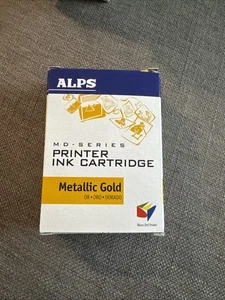 ALPS
MD-SERIES
PRINTER
INK CARTRIDGE
Metallic Gold
OR • ORO • DORADO